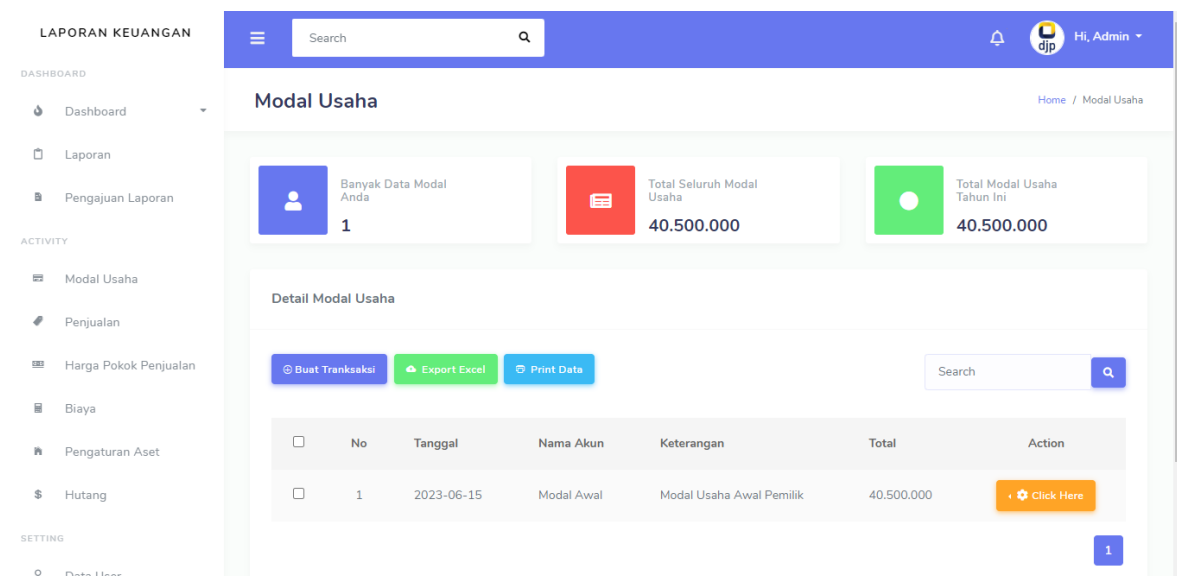 LAPORAN KEUANGAN
DASHBOARD
Dashboard
Laporan
Pengajuan Laporan
ACTIVITY
Modal Usaha
Penjualan
Harga Pokok Penjualan
Biaya
Pengaturan Aset
Hutang
SETTING
Data User
Search
djp
Hi, Admin
Modal Usaha
Home / Modal Usaha
Banyak Data Modal
Anda
1
Total Seluruh Modal
Usaha
40.500.000
Total Modal Usaha
Tahun Ini
40.500.000
Detail Modal Usaha
Buat Tranksaksi Export Excel Print Data
Search
No Tanggal Nama Akun Keterangan Total Action
1 2023-06-15 Modal Awal Modal Usaha Awal Pemilik 40.500.000 Click Here
1